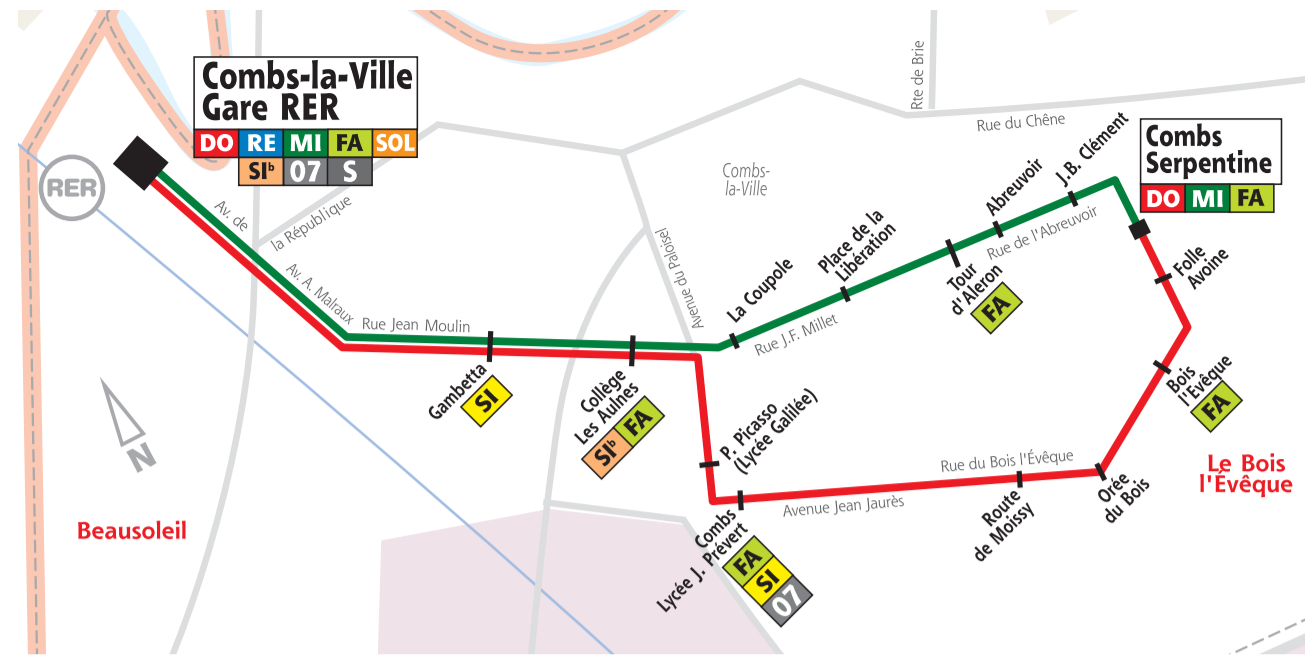 Combs-la-Ville
Gare RER
DO RE MI FA SOL
SIb 07 S
RER
Av. de
la République
Av. A. Malraux
Rue Jean Moulin
Gambetta
SI
Collège
Les Aulnes
SIb FA
Avenue du Paloisel
Combs-
la-Ville
Rte de Brie
Rue du Chêne
La Coupole
Place de la
Libération
Rue J.F. Millet
Tour
d'Aleron
FA
Abreuvoir
Rue de l'Abreuvoir
J.B. Clément
Combs
Serpentine
DO MI FA
Folle
Avoine
Bois
l'Evêque
FA
Le Bois
l'Évêque
Orée
du Bois
Rue du Bois l'Évêque
Route
de Moissy
Avenue Jean Jaurès
P. Picasso
(Lycée Galilée)
Combs
Lycée J. Prévert
FA
SI
07
N
Beausoleil